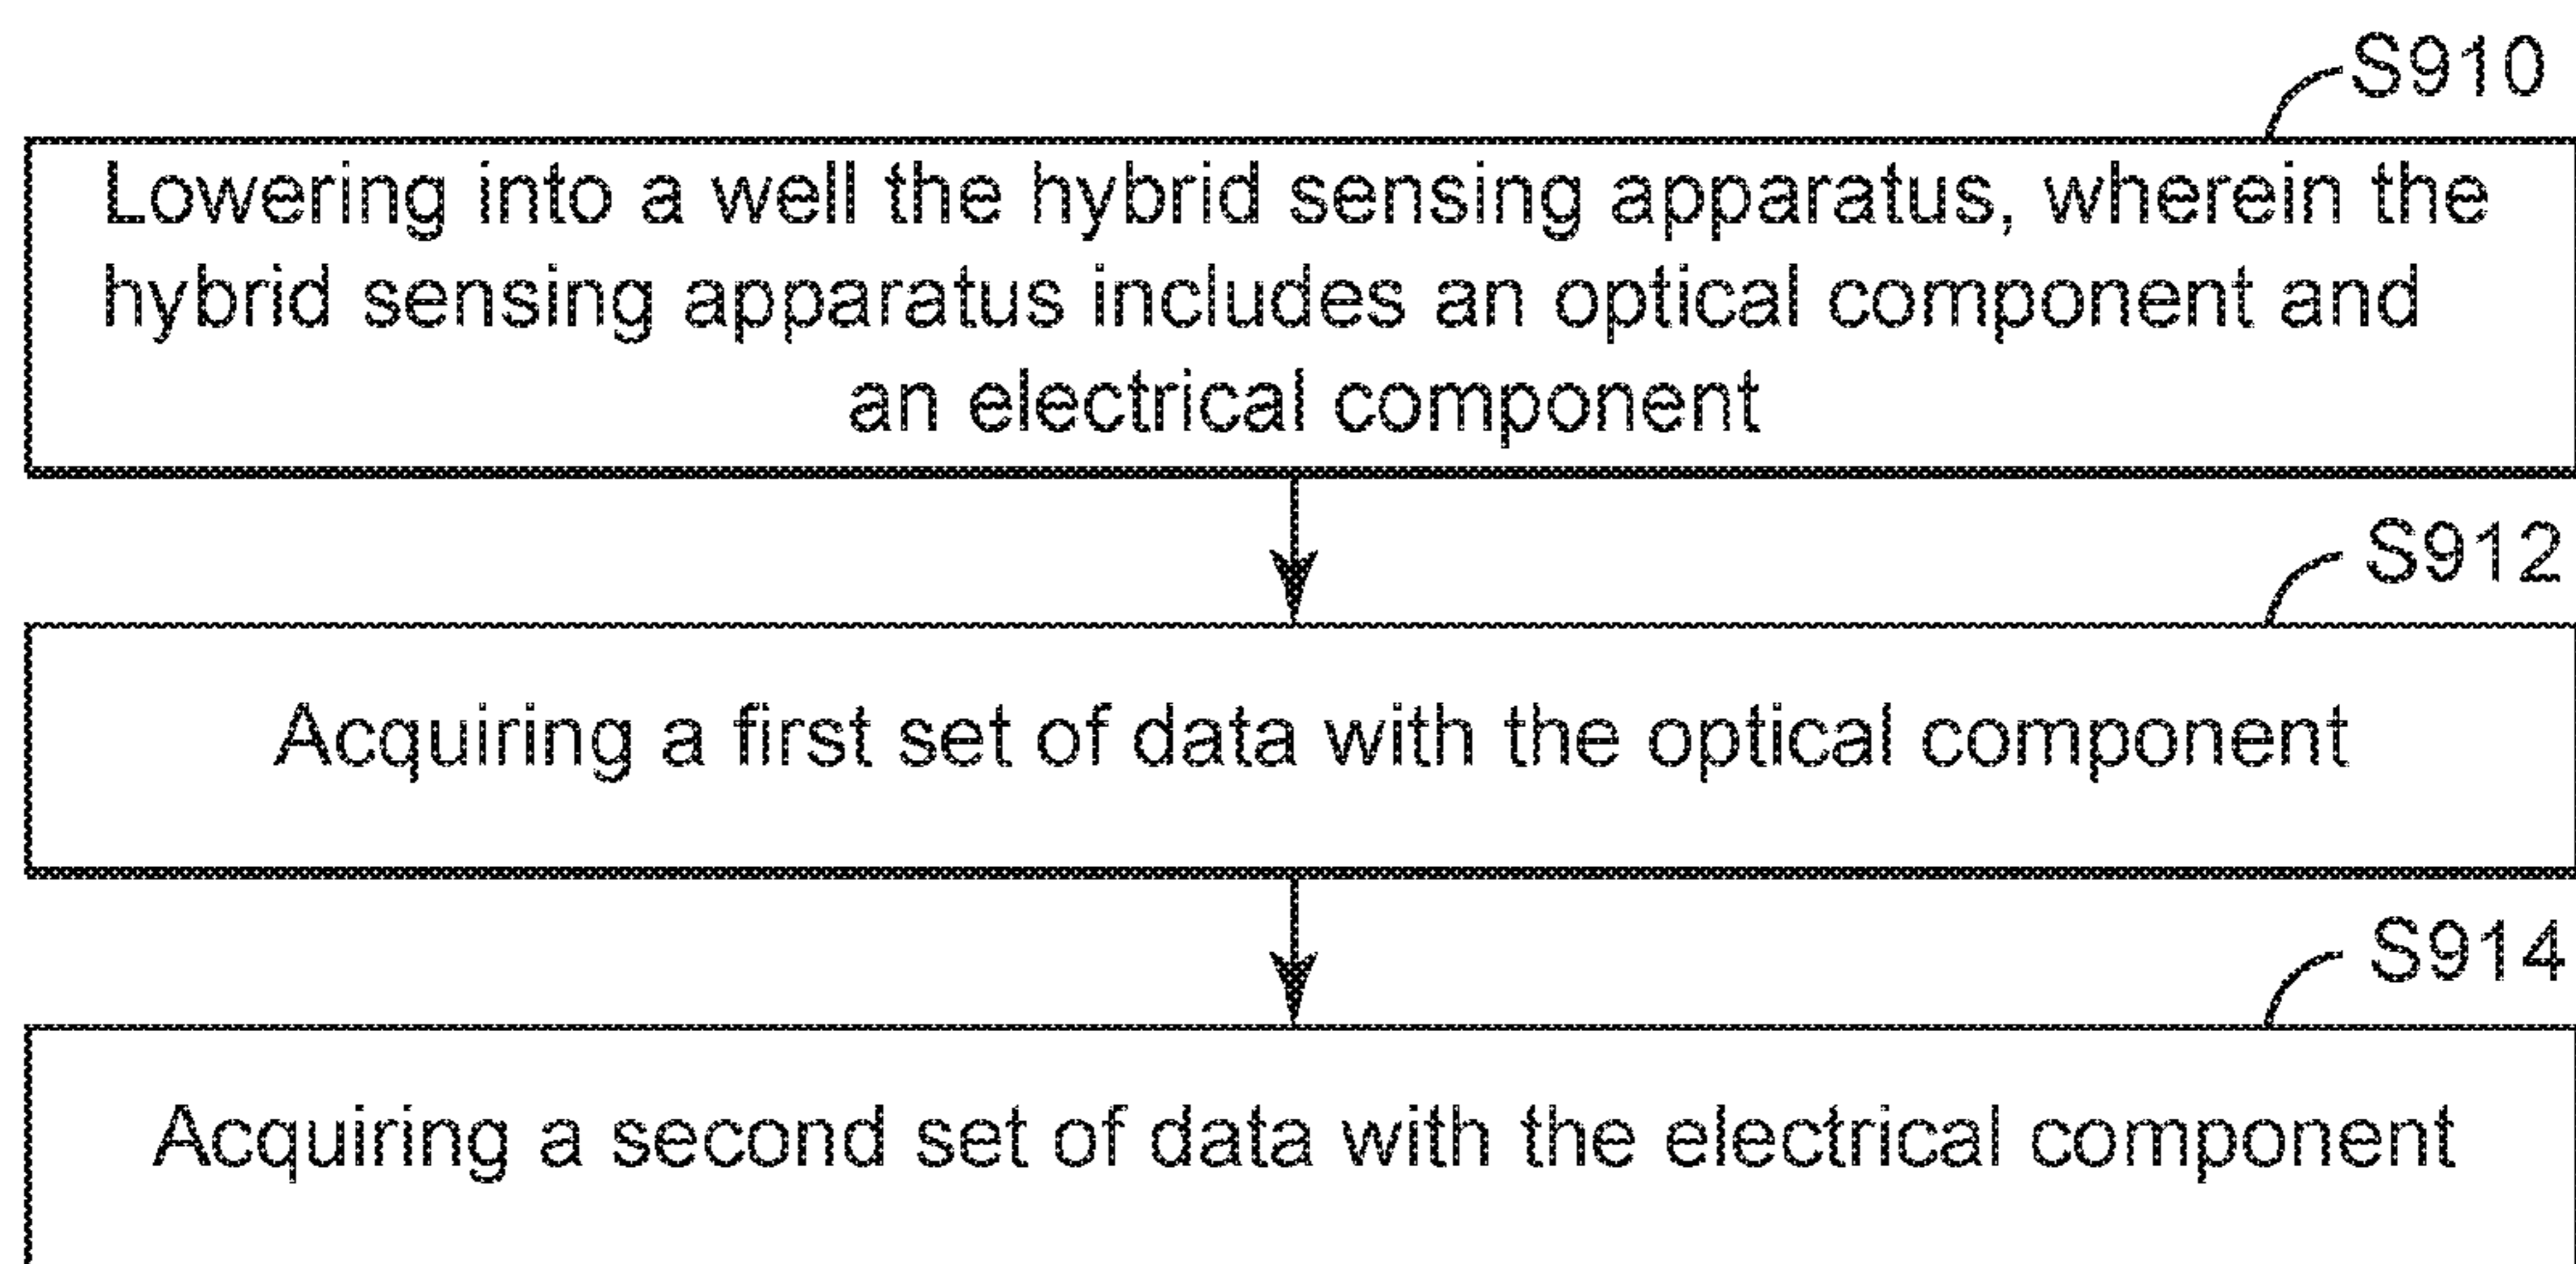 S910
Lowering into a well the hybrid sensing apparatus, wherein the
hybrid sensing apparatus includes an optical component and
an electrical component
S912
Acquiring a first set of data with the optical component
S914
Acquiring a second set of data with the electrical component